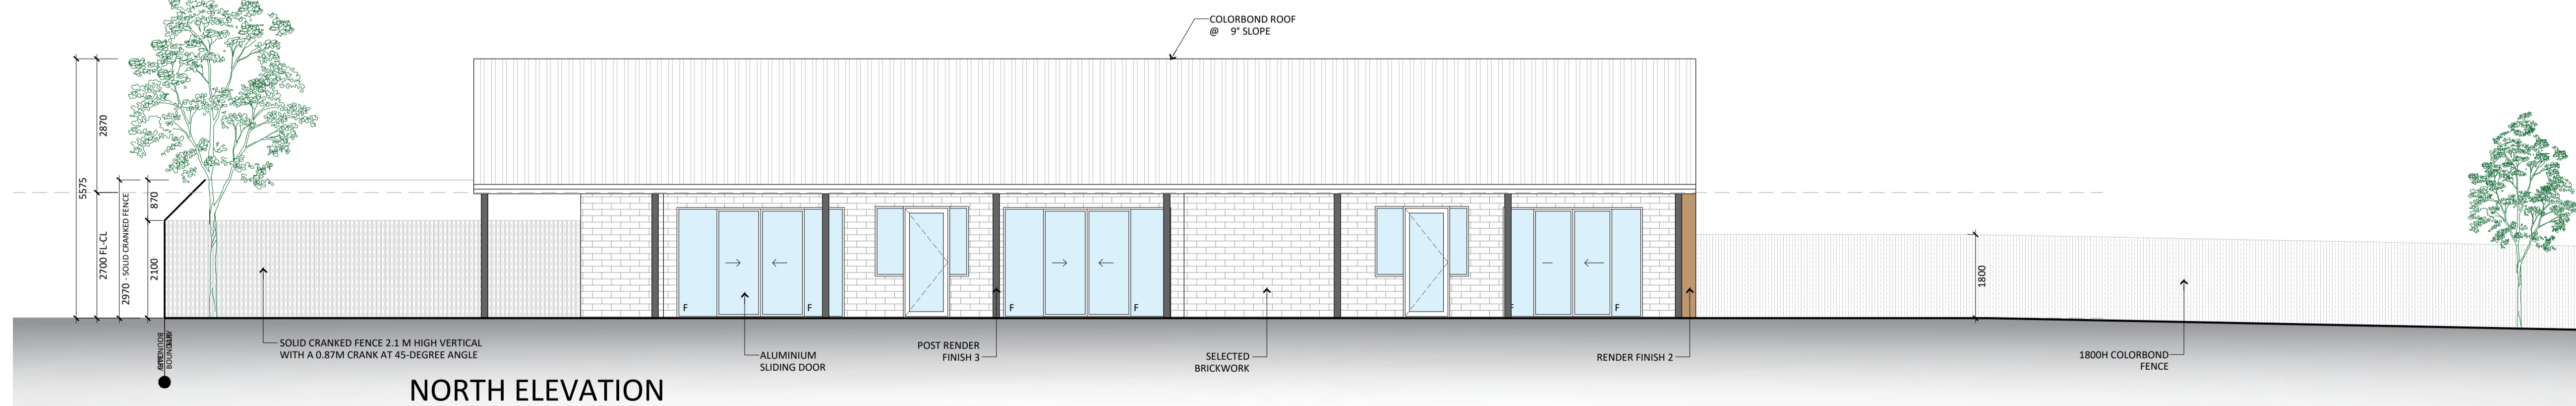 COLORBOND ROOF
@ 9° SLOPE
5575
2870
2700 FL-CL
2970 - SOLID CRANKED FENCE
870
2100
1800
F
F
F
F
F
F
BOUNDARY
SOLID CRANKED FENCE 2.1 M HIGH VERTICAL
WITH A 0.87M CRANK AT 45-DEGREE ANGLE
ALUMINIUM
SLIDING DOOR
POST RENDER
FINISH 3
SELECTED
BRICKWORK
RENDER FINISH 2
1800H COLORBOND
FENCE
NORTH ELEVATION